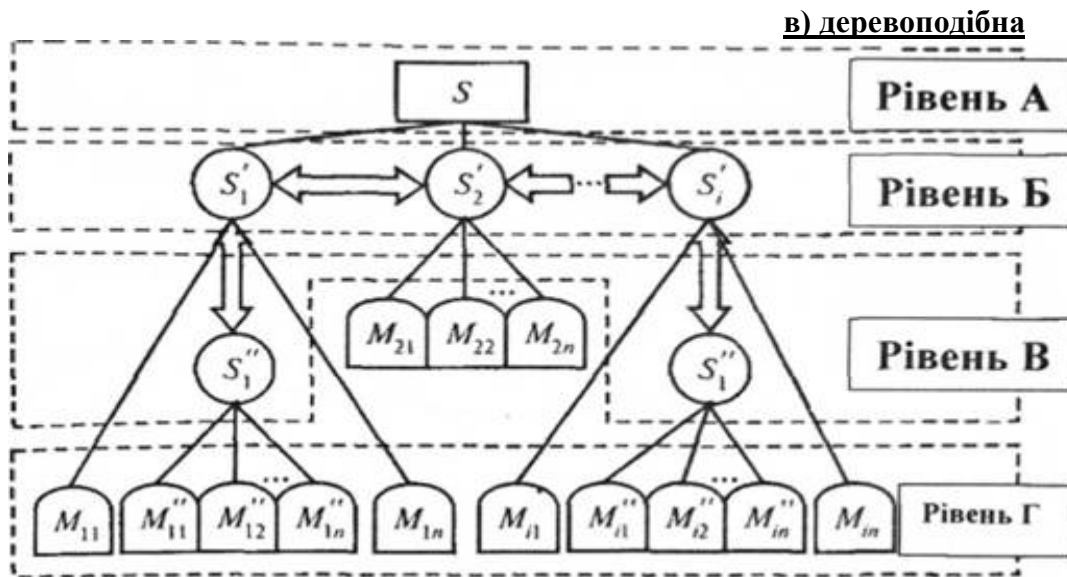 в) деревоподібна
S
Рівень А
S'₁ S'₂ ... S'ᵢ
Рівень Б
...
M₂₁ M₂₂ M₂ₙ
S''₁ S''₁
Рівень В
... ...
M₁₁ M''₁₁ M''₁₂ M''₁ₙ M₁ₙ Mᵢ₁ M''ᵢ₁ M''ᵢ₂ M''ᵢₙ Mᵢₙ
Рівень Г